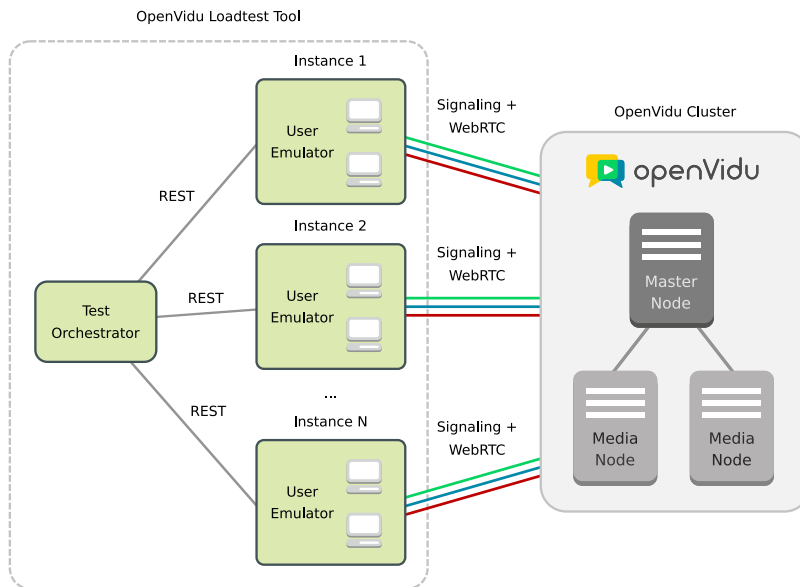 OpenVidu Loadtest Tool
Instance 1
User
Emulator
Signaling +
WebRTC
OpenVidu Cluster
openVidu
REST
Instance 2
User
Emulator
Signaling +
WebRTC
Master
Node
REST
Test
Orchestrator
...
REST
Instance N
User
Emulator
Signaling +
WebRTC
Media
Node
Media
Node